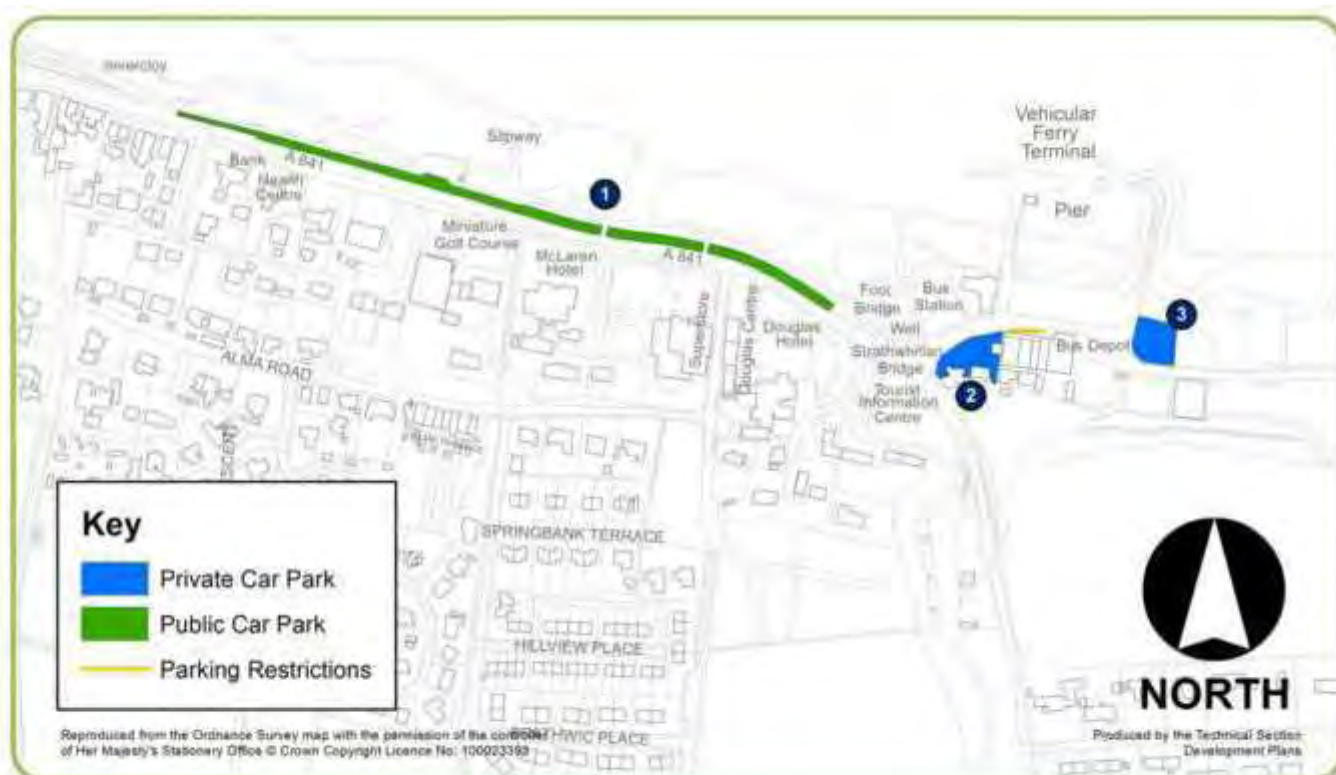 Invercloy
Slipway
Vehicular
Ferry
Terminal
Pier
1
Bank
A 841
Health
Centre
Miniature
Golf Course
McLaren
Hotel
A 841
Superstore
Douglas Centre
Douglas
Hotel
Foot
Bridge
Bus
Station
Well
Strathwhillan
Bridge
Bus Depot
3
Tourist
Information
Centre
2
ALMA ROAD
SPRINGBANK TERRACE
HILLVIEW PLACE
Key
Private Car Park
Public Car Park
Parking Restrictions
NORTH
Reproduced from the Ordnance Survey map with the permission of the controller
of Her Majesty's Stationery Office © Crown Copyright Licence No: 100023393
Produced by the Technical Section
Development Plans